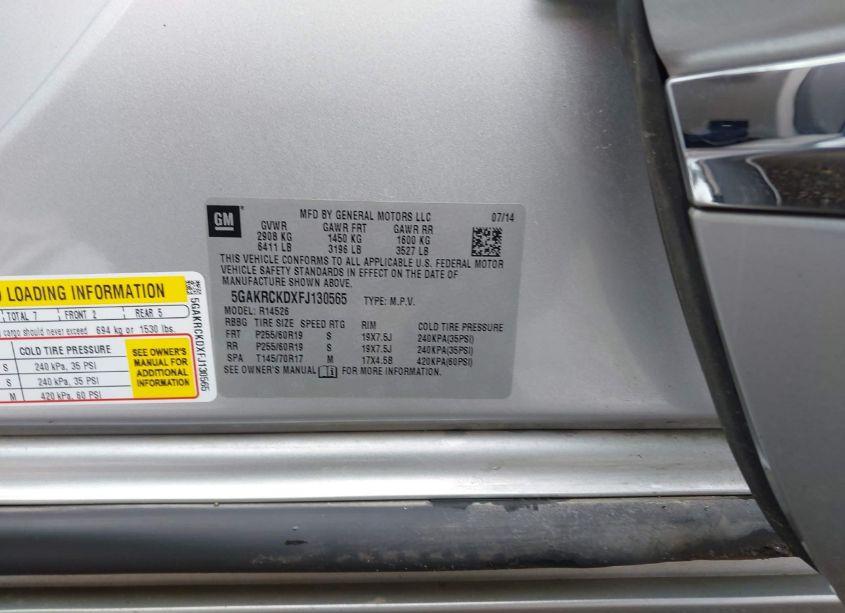 GM
MFD BY GENERAL MOTORS LLC 07/14
GVWR GAWR FRT GAWR RR
2908 KG 1450 KG 1600 KG
6411 LB 3196 LB 3527 LB
THIS VEHICLE CONFORMS TO ALL APPLICABLE U.S. FEDERAL MOTOR
VEHICLE SAFETY STANDARDS IN EFFECT ON THE DATE OF
MANUFACTURE SHOWN ABOVE.
5GAKRCKDXFJ130565 TYPE: M.P.V.
MODEL: R14526
RBBG TIRE SIZE SPEED RTG RIM COLD TIRE PRESSURE
FRT P255/60R19 S 19X7.5J 240KPA(35PSI)
RR P255/60R19 S 19X7.5J 240KPA(35PSI)
SPA T145/70R17 M 17X4.5B 420KPA(60PSI)
SEE OWNER'S MANUAL FOR MORE INFORMATION.
LOADING INFORMATION
TOTAL 7 FRONT 2 REAR 5
cargo should never exceed 694 kg or 1530 lbs.
COLD TIRE PRESSURE
S 240 kPa, 35 PSI
S 240 kPa, 35 PSI
M 420 kPa, 60 PSI
SEE OWNER'S
MANUAL FOR
ADDITIONAL
INFORMATION
5GAKRCKDXFJ130565